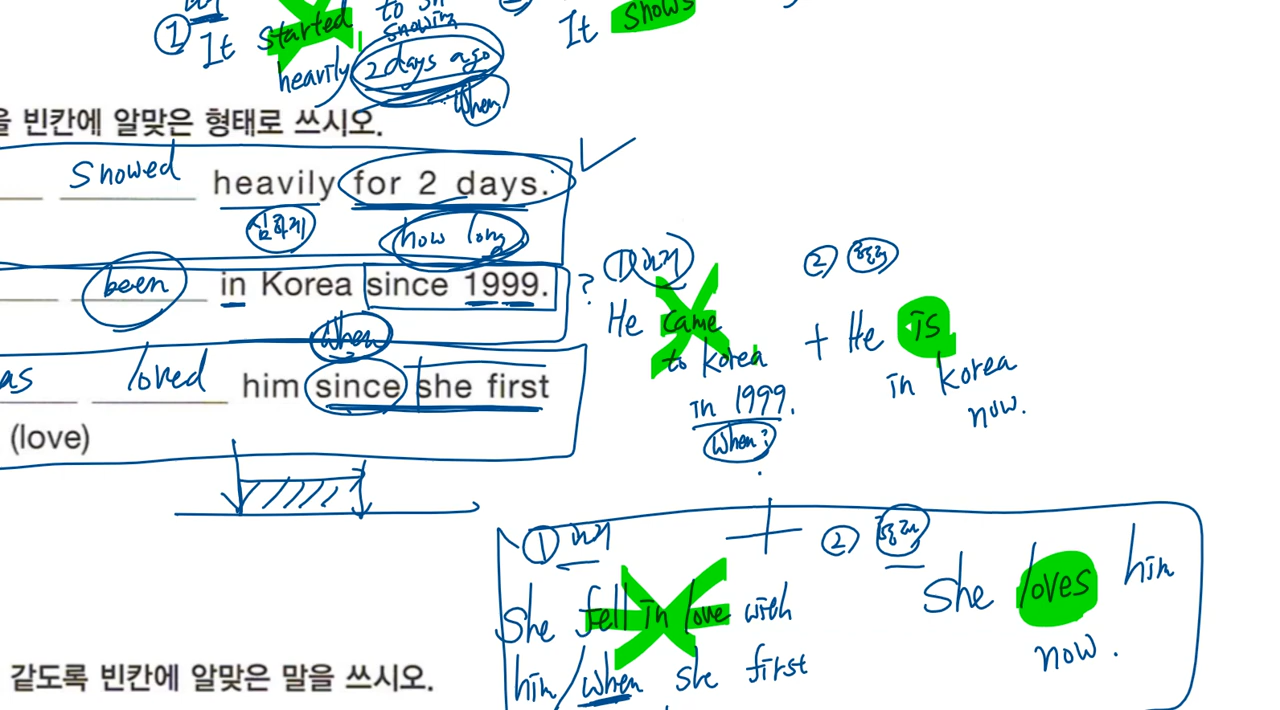 to
It started
snowing
heavily 2 days ago
When
It snows
을 빈칸에 알맞은 형태로 쓰시오.
snowed heavily for 2 days.
심하게 how long
been in Korea since 1999.
When
as loved him since she first
(love)
① 과거
He came
to Korea
in 1999.
When?
② 현재
+ He is
in Korea
now.
① 과거 + ② 현재
She fell in love with
him / when she first
She loves him
now.
같도록 빈칸에 알맞은 말을 쓰시오.